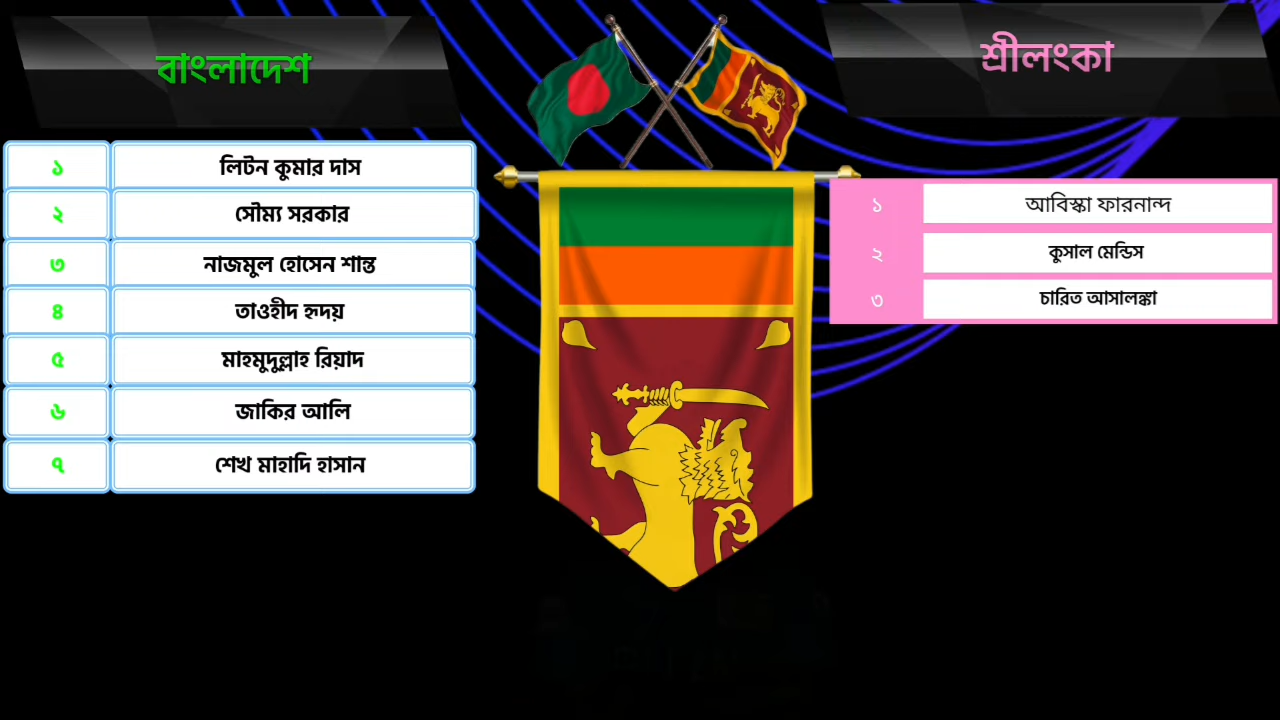 বাংলাদেশ
১ লিটন কুমার দাস
২ সৌম্য সরকার
৩ নাজমুল হোসেন শান্ত
৪ তাওহীদ হৃদয়
৫ মাহমুদুল্লাহ রিয়াদ
৬ জাকির আলি
৭ শেখ মাহাদি হাসান
শ্রীলংকা
১ আবিস্কা ফারনান্দ
২ কুসাল মেন্ডিস
৩ চারিত আসালঙ্কা